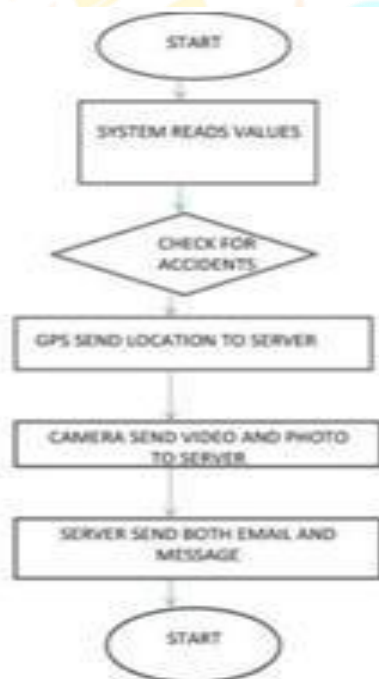 START
SYSTEM READS VALUES
CHECK FOR
ACCIDENTS
GPS SEND LOCATION TO SERVER
CAMERA SEND VIDEO AND PHOTO
TO SERVER
SERVER SEND BOTH EMAIL AND
MESSAGE
START